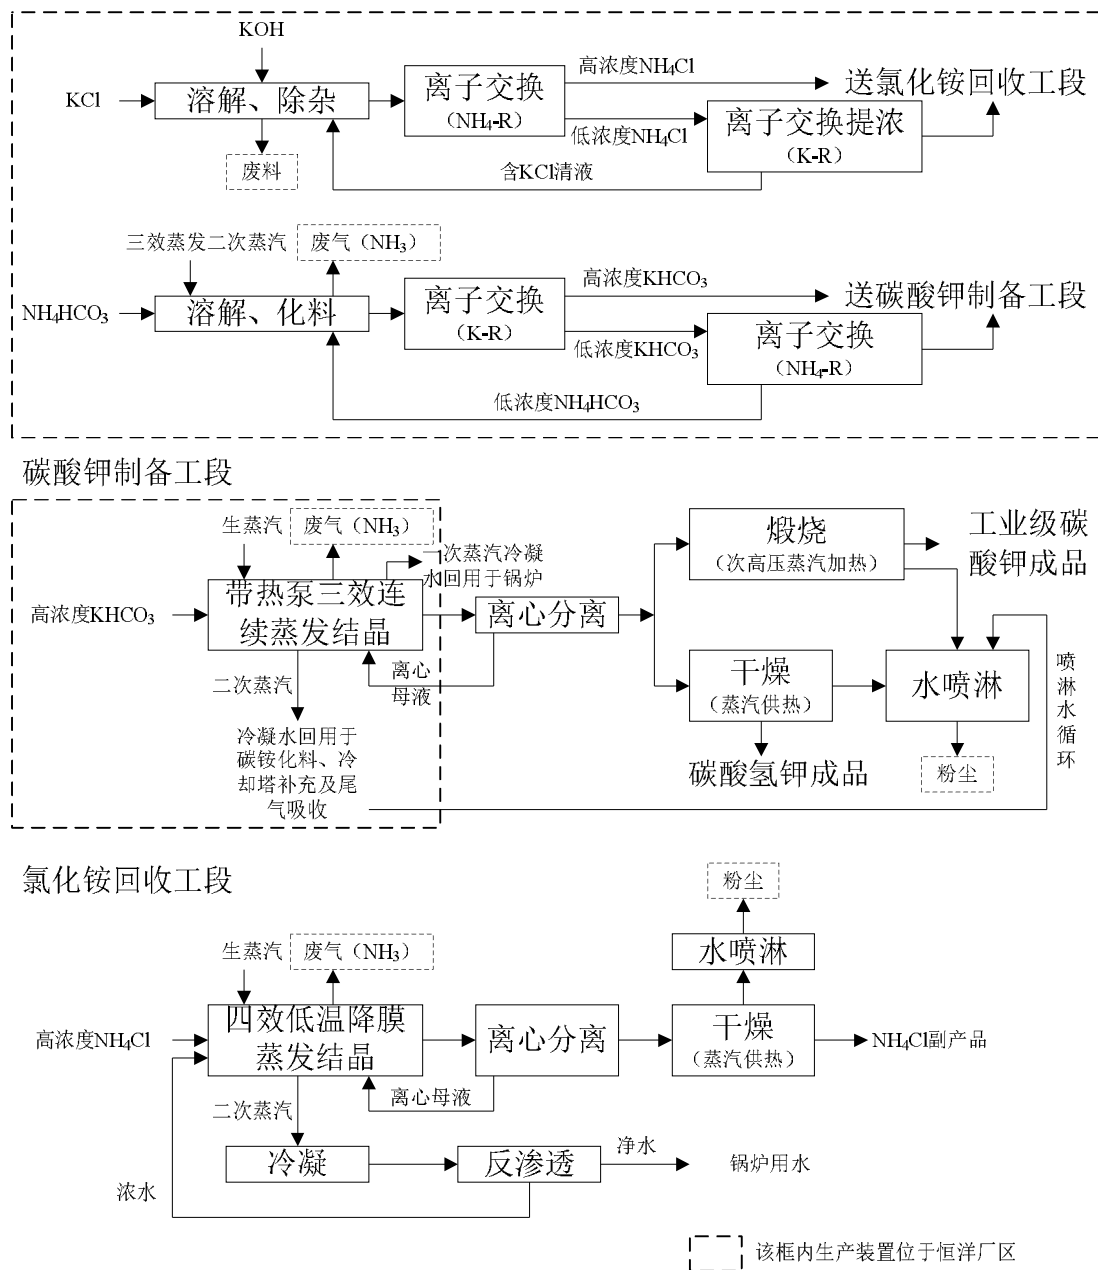 KOH
KCl
溶解、除杂
离子交换
(NH₄-R)
高浓度NH₄Cl
送氯化铵回收工段
低浓度NH₄Cl
离子交换提浓
(K-R)
废料
含KCl清液
三效蒸发二次蒸汽
废气（NH₃）
NH₄HCO₃
溶解、化料
离子交换
(K-R)
高浓度KHCO₃
送碳酸钾制备工段
低浓度KHCO₃
离子交换
（NH₄-R）
低浓度NH₄HCO₃
碳酸钾制备工段
生蒸汽
废气（NH₃）
一次蒸汽冷凝
水回用于锅炉
高浓度KHCO₃
带热泵三效连
续蒸发结晶
离心分离
离心
母液
二次蒸汽
冷凝水回用于
碳铵化料、冷
却塔补充及尾
气吸收
煅烧
（次高压蒸汽加热）
工业级碳
酸钾成品
干燥
（蒸汽供热）
水喷淋
喷淋水循环
碳酸氢钾成品
粉尘
氯化铵回收工段
粉尘
水喷淋
生蒸汽
废气（NH₃）
高浓度NH₄Cl
四效低温降膜
蒸发结晶
离心分离
干燥
（蒸汽供热）
NH₄Cl副产品
离心母液
二次蒸汽
冷凝
反渗透
净水
锅炉用水
浓水
该框内生产装置位于恒洋厂区